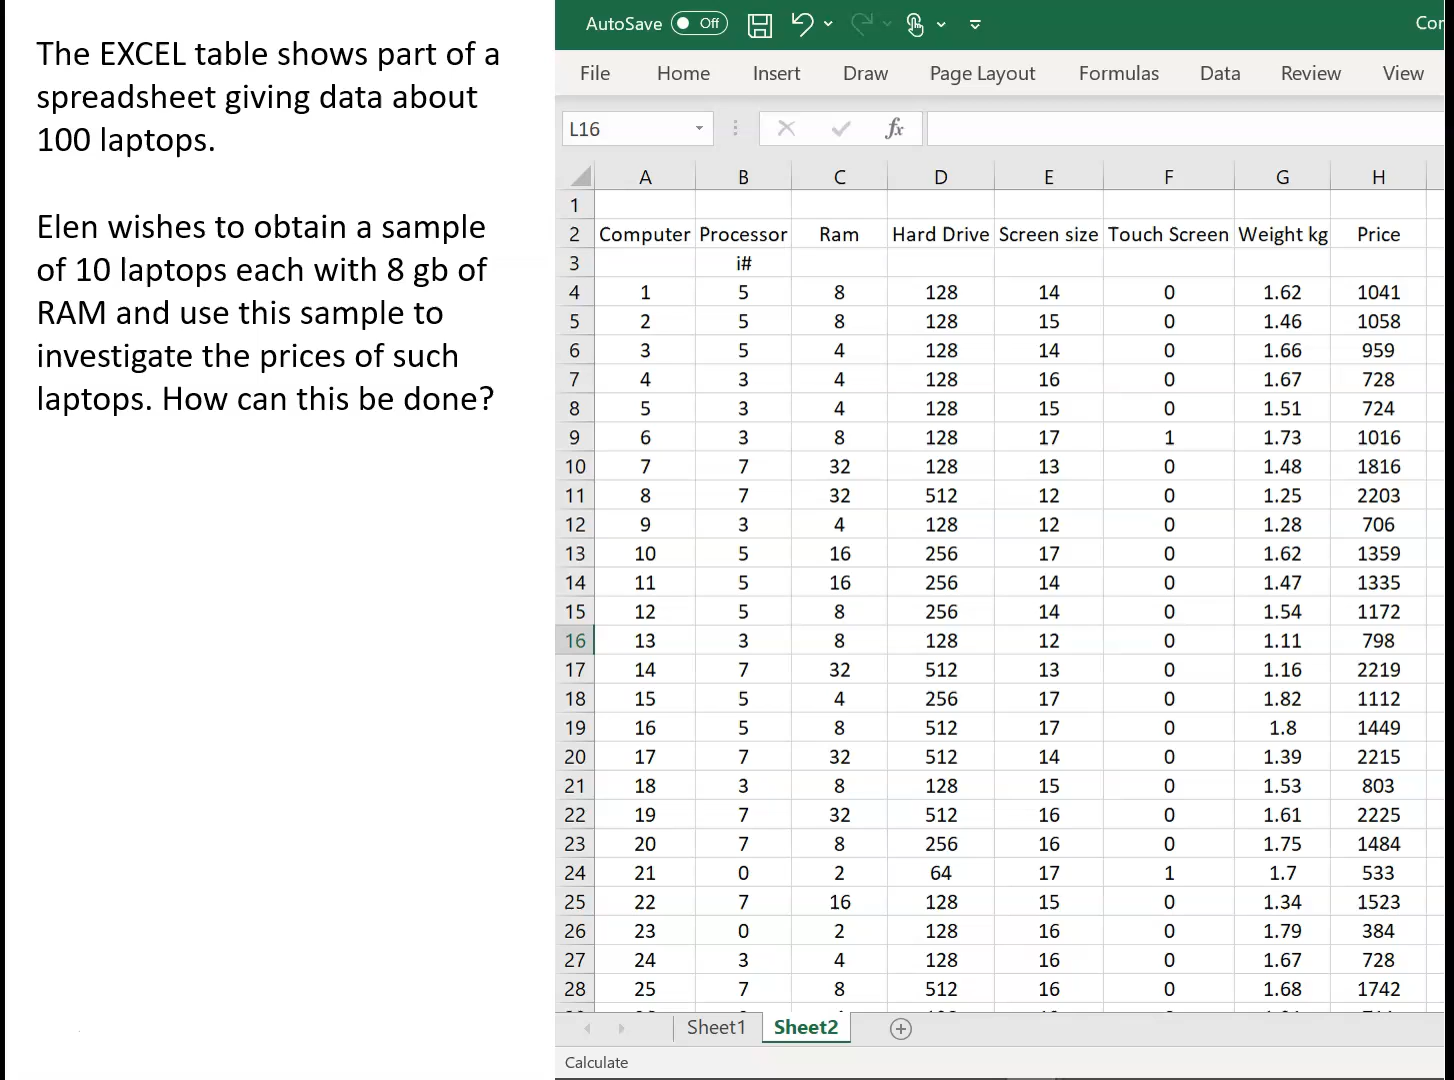 The EXCEL table shows part of a
spreadsheet giving data about
100 laptops.
Elen wishes to obtain a sample
of 10 laptops each with 8 gb of
RAM and use this sample to
investigate the prices of such
laptops. How can this be done?
AutoSave Off
File Home Insert Draw Page Layout Formulas Data Review View
L16 fx
A B C D E F G H
1
2 Computer Processor Ram Hard Drive Screen size Touch Screen Weight kg Price
3 i#
4 1 5 8 128 14 0 1.62 1041
5 2 5 8 128 15 0 1.46 1058
6 3 5 4 128 14 0 1.66 959
7 4 3 4 128 16 0 1.67 728
8 5 3 4 128 15 0 1.51 724
9 6 3 8 128 17 1 1.73 1016
10 7 7 32 128 13 0 1.48 1816
11 8 7 32 512 12 0 1.25 2203
12 9 3 4 128 12 0 1.28 706
13 10 5 16 256 17 0 1.62 1359
14 11 5 16 256 14 0 1.47 1335
15 12 5 8 256 14 0 1.54 1172
16 13 3 8 128 12 0 1.11 798
17 14 7 32 512 13 0 1.16 2219
18 15 5 4 256 17 0 1.82 1112
19 16 5 8 512 17 0 1.8 1449
20 17 7 32 512 14 0 1.39 2215
21 18 3 8 128 15 0 1.53 803
22 19 7 32 512 16 0 1.61 2225
23 20 7 8 256 16 0 1.75 1484
24 21 0 2 64 17 1 1.7 533
25 22 7 16 128 15 0 1.34 1523
26 23 0 2 128 16 0 1.79 384
27 24 3 4 128 16 0 1.67 728
28 25 7 8 512 16 0 1.68 1742
Sheet1 Sheet2
Calculate